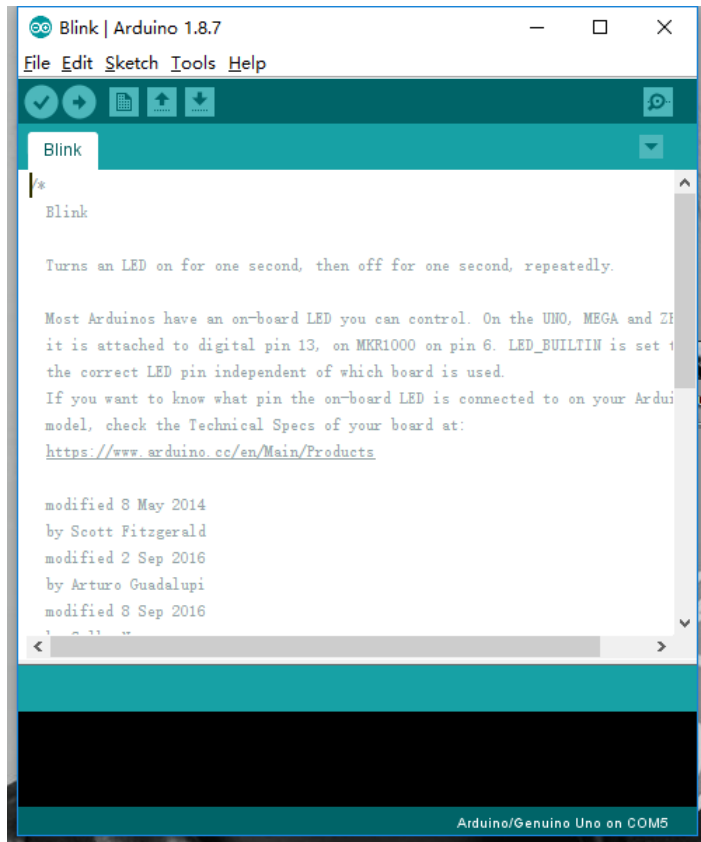 Blink | Arduino 1.8.7
File Edit Sketch Tools Help
Blink
/*
Blink
Turns an LED on for one second, then off for one second, repeatedly.
Most Arduinos have an on-board LED you can control. On the UNO, MEGA and
it is attached to digital pin 13, on MKR1000 on pin 6. LED_BUILTIN is set
the correct LED pin independent of which board is used.
If you want to know what pin the on-board LED is connected to on your Ardui
model, check the Technical Specs of your board at:
https://www.arduino.cc/en/Main/Products
modified 8 May 2014
by Scott Fitzgerald
modified 2 Sep 2016
by Arturo Guadalupi
modified 8 Sep 2016
Arduino/Genuino Uno on COM5